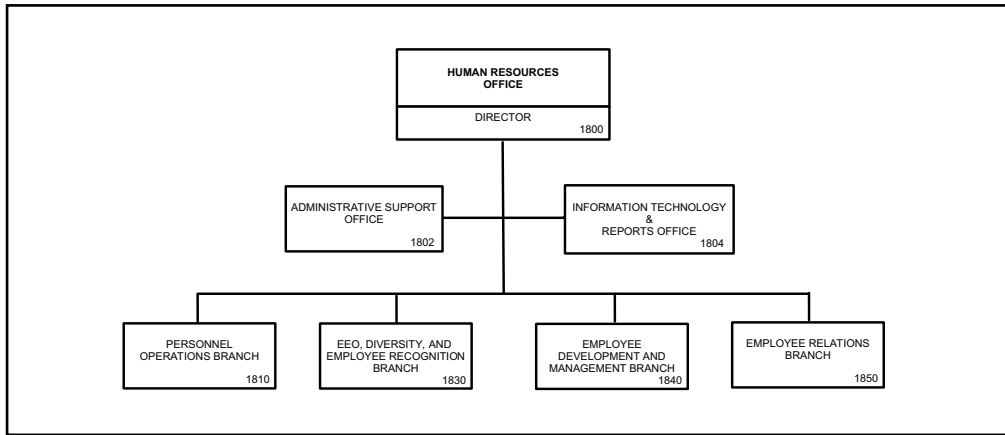 HUMAN RESOURCES
OFFICE
DIRECTOR
1800
ADMINISTRATIVE SUPPORT
OFFICE
1802
INFORMATION TECHNOLOGY
&
REPORTS OFFICE
1804
PERSONNEL
OPERATIONS BRANCH
1810
EEO, DIVERSITY, AND
EMPLOYEE RECOGNITION
BRANCH
1830
EMPLOYEE
DEVELOPMENT AND
MANAGEMENT BRANCH
1840
EMPLOYEE RELATIONS
BRANCH
1850